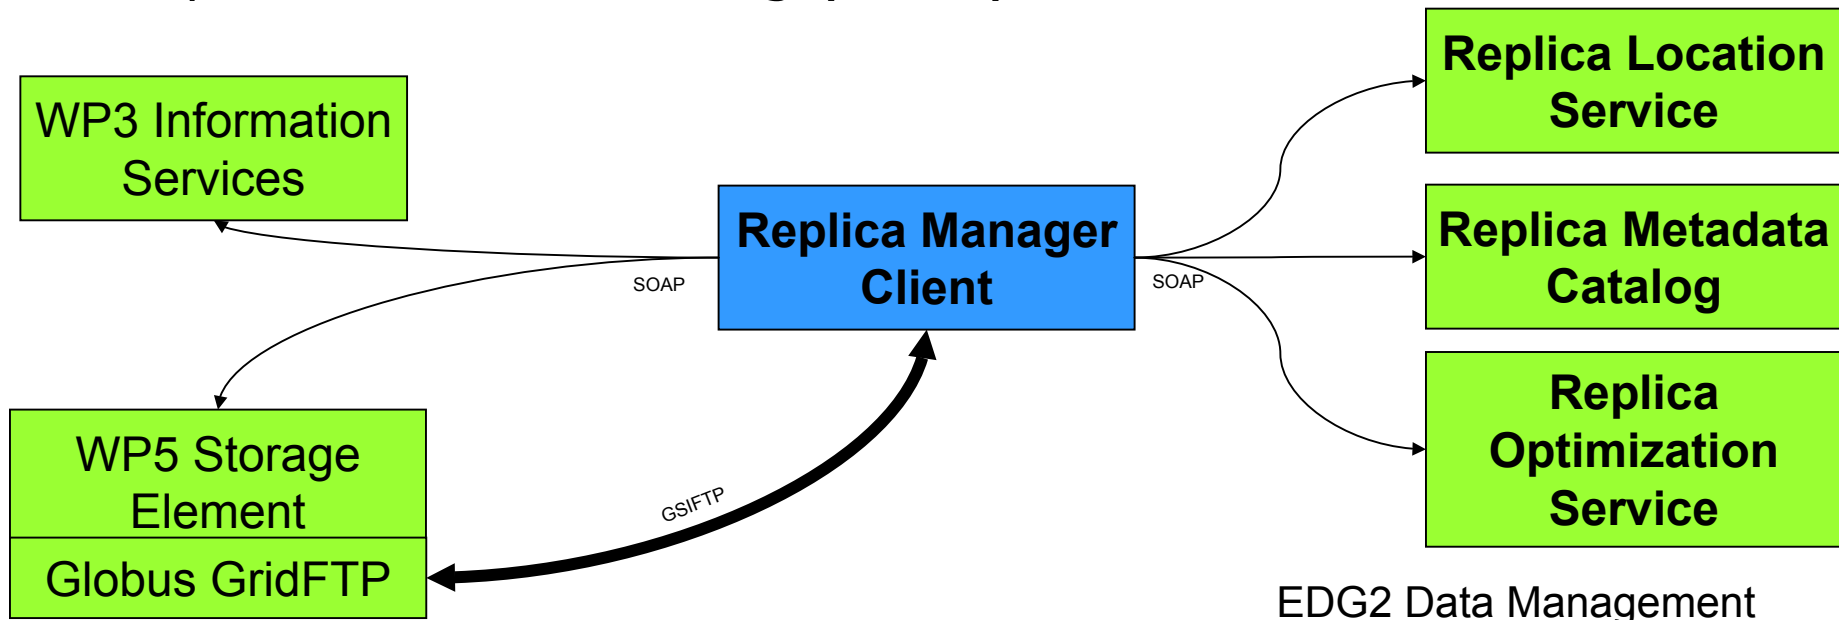 WP3 Information
Services
WP5 Storage
Element
Globus GridFTP
SOAP
GSIFTP
Replica Manager
Client
SOAP
Replica Location
Service
Replica Metadata
Catalog
Replica
Optimization
Service
EDG2 Data Management